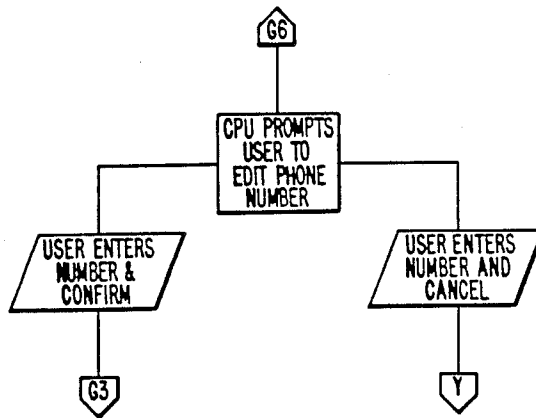 G6
CPU PROMPTS
USER TO
EDIT PHONE
NUMBER
USER ENTERS
NUMBER &
CONFIRM
USER ENTERS
NUMBER AND
CANCEL
G3
Y